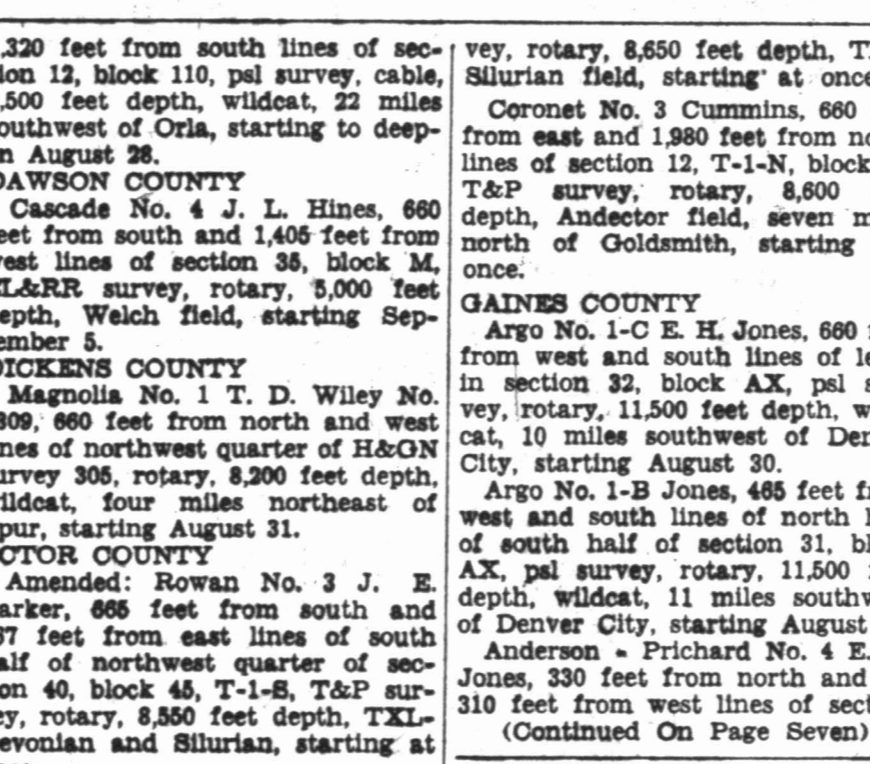 ,320 feet from south lines of sec-
ion 12, block 110, psl survey, cable,
,500 feet depth, wildcat, 22 miles
outhwest of Orla, starting to deep-
n August 28.
DAWSON COUNTY
Cascade No. 4 J. L. Hines, 660
eet from south and 1,405 feet from
west lines of section 35, block M,
EL&RR survey, rotary, 5,000 feet
epth, Welch field, starting Sep-
ember 5.
DICKENS COUNTY
Magnolia No. 1 T. D. Wiley No.
309, 660 feet from north and west
ines of northwest quarter of H&GN
urvey 305, rotary, 8,200 feet depth,
wildcat, four miles northeast of
pur, starting August 31.
ECTOR COUNTY
Amended: Rowan No. 3 J. E.
arker, 665 feet from south and
67 feet from east lines of south
alf of northwest quarter of sec-
on 40, block 45, T-1-S, T&P sur-
ey, rotary, 8,550 feet depth, TXL-
evonian and Silurian, starting at
vey, rotary, 8,650 feet depth, T
Silurian field, starting at once
Coronet No. 3 Cummins, 660
from east and 1,980 feet from no
lines of section 12, T-1-N, block
T&P survey, rotary, 8,600
depth, Andector field, seven m
north of Goldsmith, starting
once.
GAINES COUNTY
Argo No. 1-C E. H. Jones, 660
from west and south lines of le
in section 32, block AX, psl s
vey, rotary, 11,500 feet depth, w
cat, 10 miles southwest of Den
City, starting August 30.
Argo No. 1-B Jones, 465 feet f
west and south lines of north
of south half of section 31, bl
AX, psl survey, rotary, 11,500
depth, wildcat, 11 miles southw
of Denver City, starting August
Anderson - Prichard No. 4 E.
Jones, 330 feet from north and
310 feet from west lines of sect
(Continued On Page Seven)